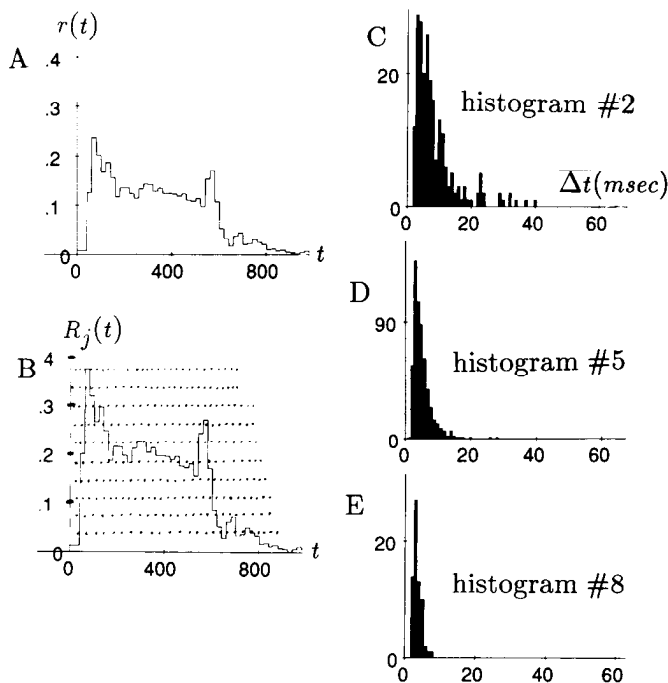 r(t)
A
.4
.3
.2
.1
0
0 400 800 t
R_j(t)
B
.4
.3
.2
.1
0
0 400 800 t
C
20
histogram #2
Δt(msec)
0
0 20 40 60
D
90
histogram #5
0
0 20 40 60
E
20
histogram #8
0
0 20 40 60